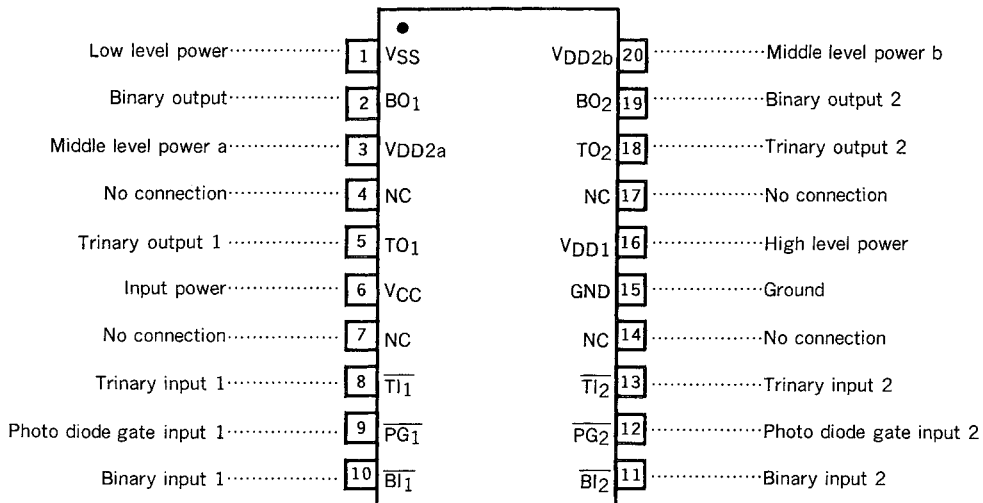 Low level power 1 VSS VDD2b 20 Middle level power b
Binary output 2 BO1 BO2 19 Binary output 2
Middle level power a 3 VDD2a TO2 18 Trinary output 2
No connection 4 NC NC 17 No connection
Trinary output 1 5 TO1 VDD1 16 High level power
Input power 6 VCC GND 15 Ground
No connection 7 NC NC 14 No connection
Trinary input 1 8 TI1 TI2 13 Trinary input 2
Photo diode gate input 1 9 PG1 PG2 12 Photo diode gate input 2
Binary input 1 10 BI1 BI2 11 Binary input 2